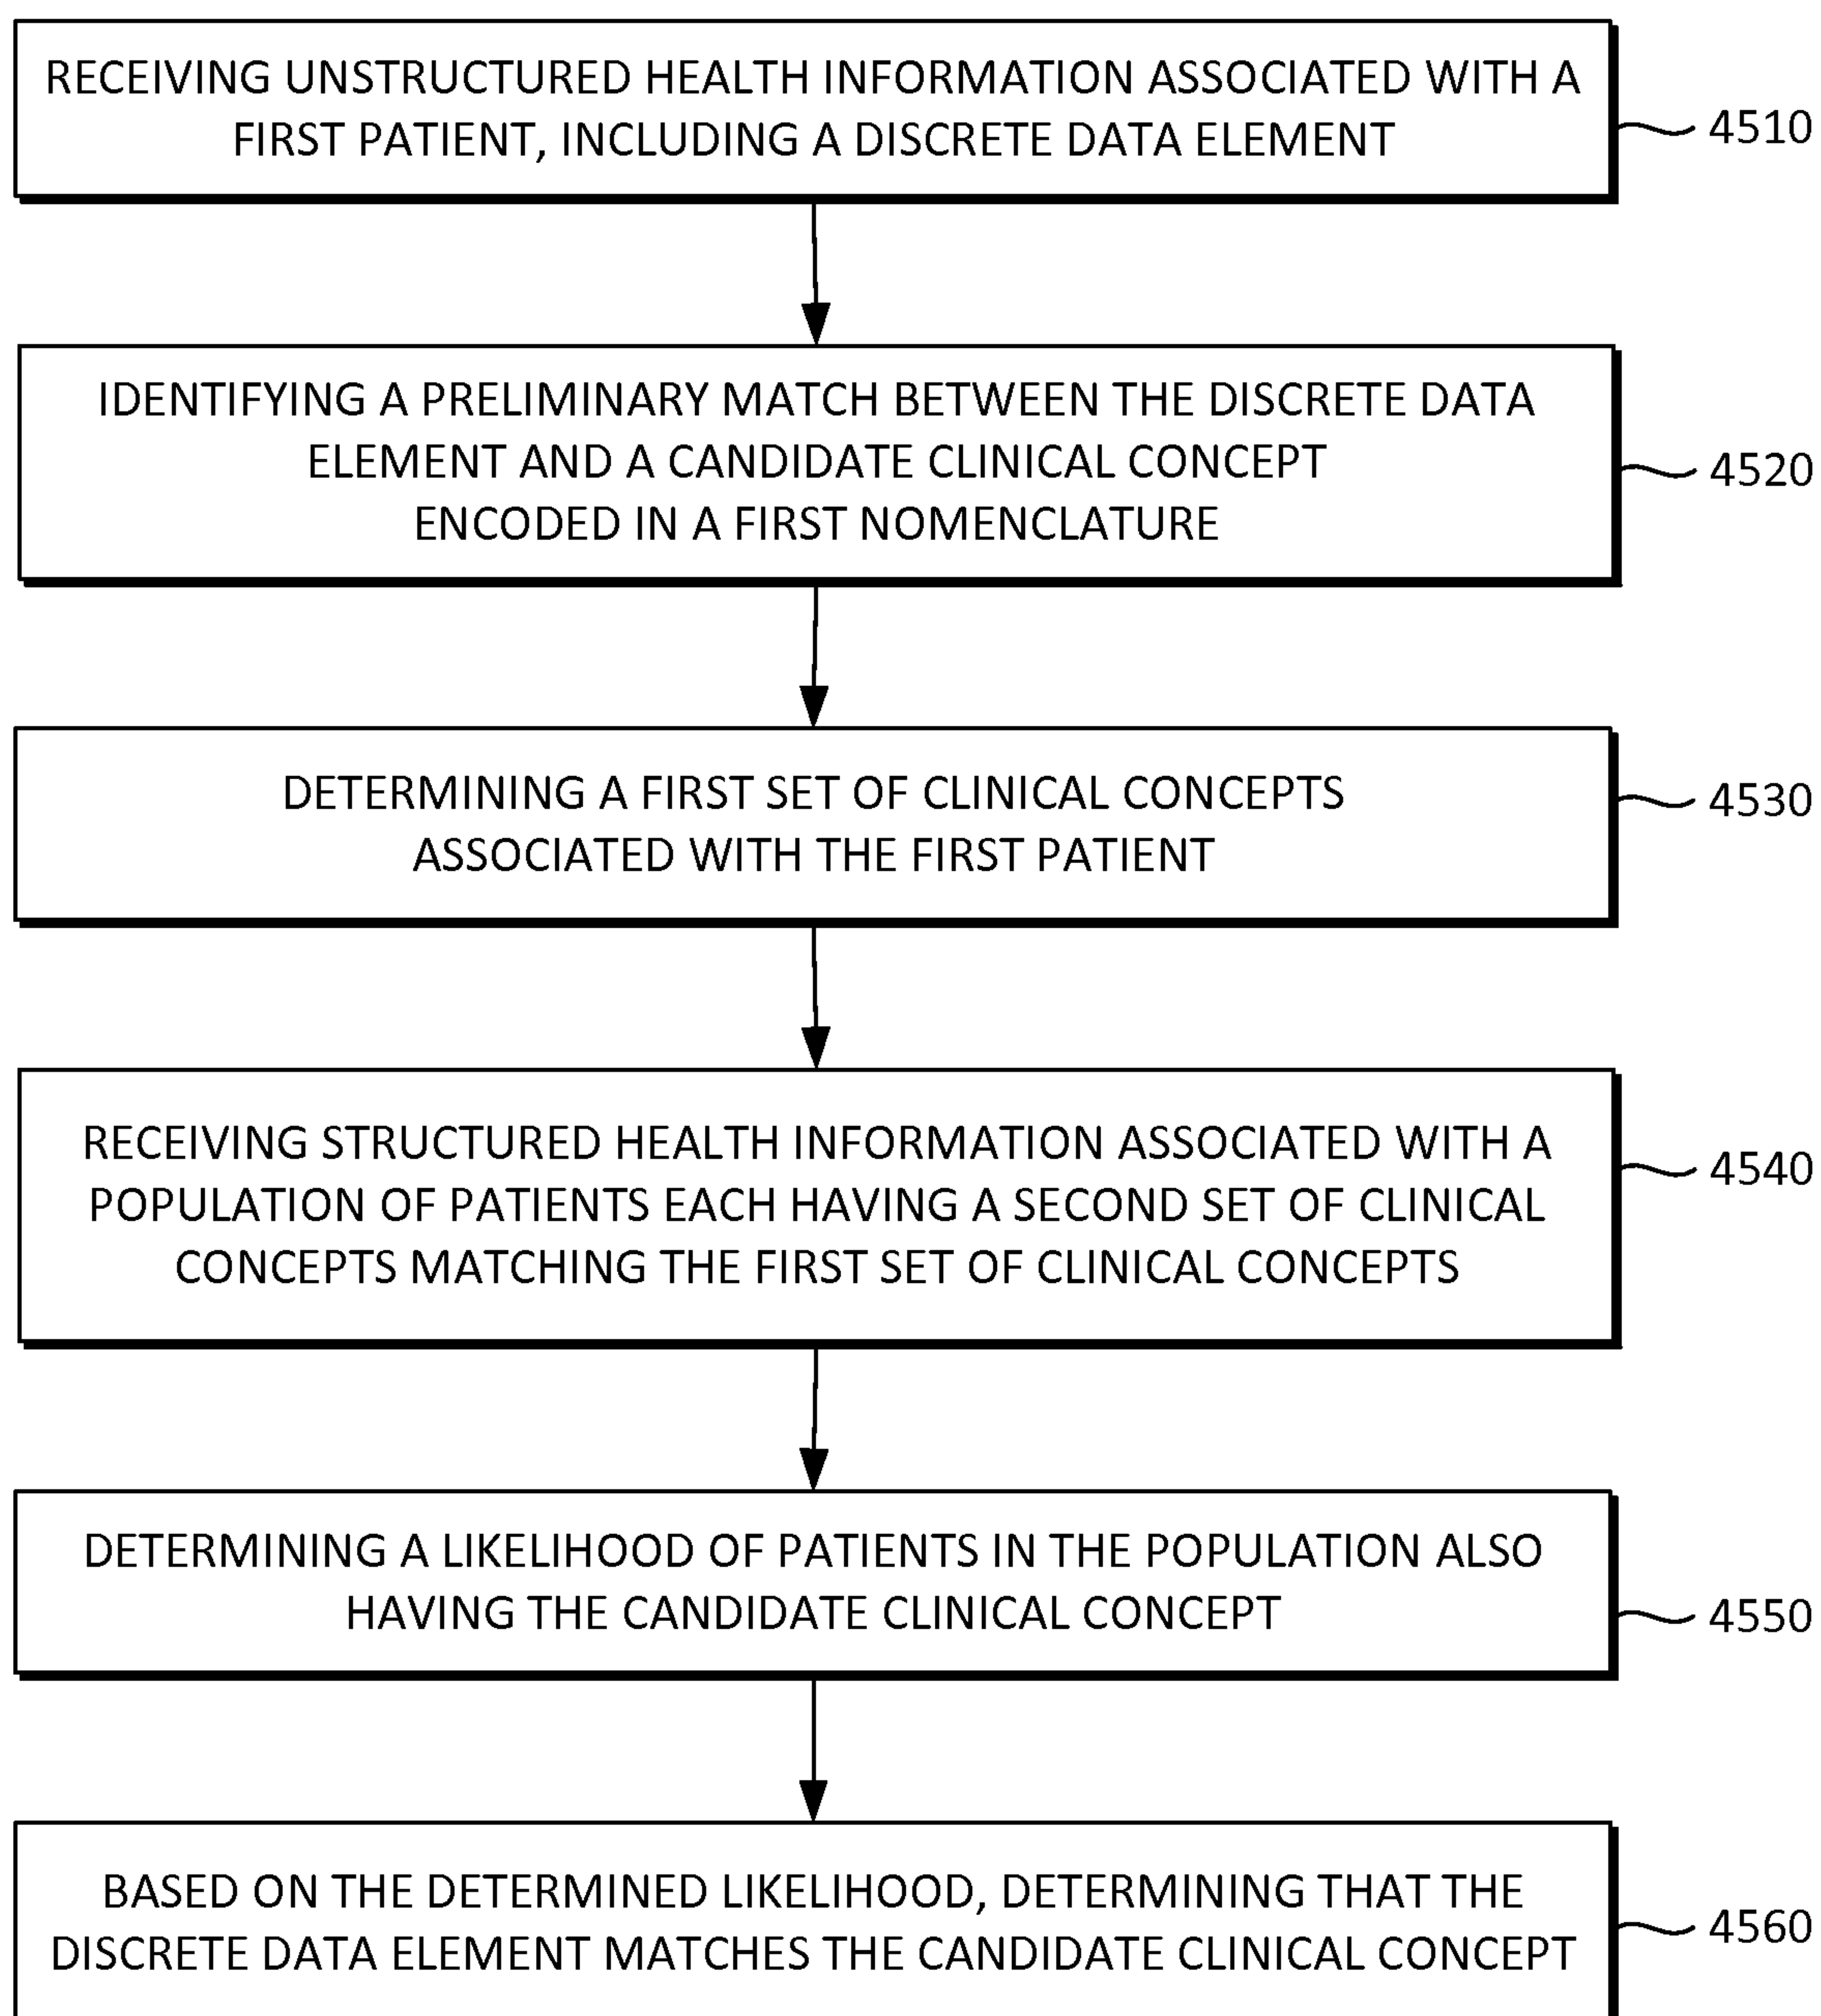 RECEIVING UNSTRUCTURED HEALTH INFORMATION ASSOCIATED WITH A
FIRST PATIENT, INCLUDING A DISCRETE DATA ELEMENT
4510
IDENTIFYING A PRELIMINARY MATCH BETWEEN THE DISCRETE DATA
ELEMENT AND A CANDIDATE CLINICAL CONCEPT
ENCODED IN A FIRST NOMENCLATURE
4520
DETERMINING A FIRST SET OF CLINICAL CONCEPTS
ASSOCIATED WITH THE FIRST PATIENT
4530
RECEIVING STRUCTURED HEALTH INFORMATION ASSOCIATED WITH A
POPULATION OF PATIENTS EACH HAVING A SECOND SET OF CLINICAL
CONCEPTS MATCHING THE FIRST SET OF CLINICAL CONCEPTS
4540
DETERMINING A LIKELIHOOD OF PATIENTS IN THE POPULATION ALSO
HAVING THE CANDIDATE CLINICAL CONCEPT
4550
BASED ON THE DETERMINED LIKELIHOOD, DETERMINING THAT THE
DISCRETE DATA ELEMENT MATCHES THE CANDIDATE CLINICAL CONCEPT
4560